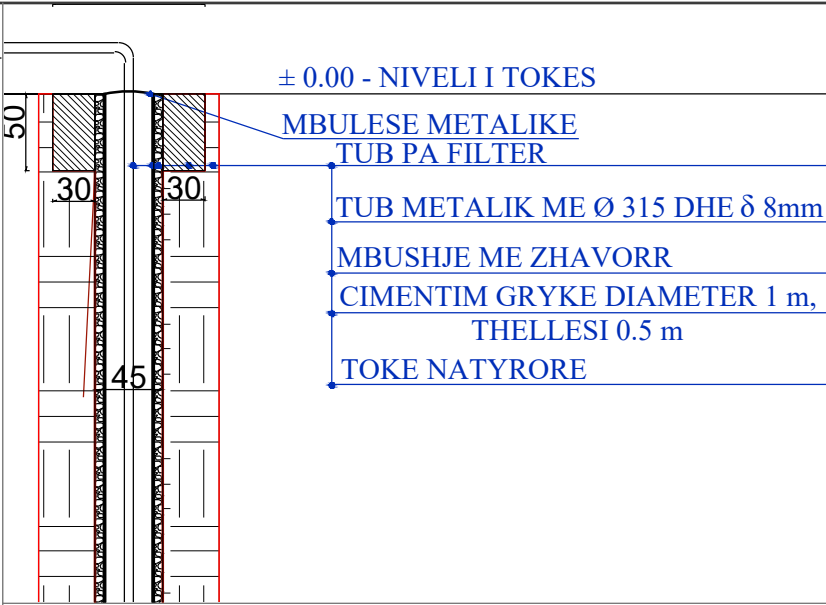 ± 0.00 - NIVELI I TOKES
MBULESE METALIKE
TUB PA FILTER
50
30
30
TUB METALIK ME Ø 315 DHE δ 8mm
MBUSHJE ME ZHAVORR
CIMENTIM GRYKE DIAMETER 1 m,
THELLESI 0.5 m
45
TOKE NATYRORE